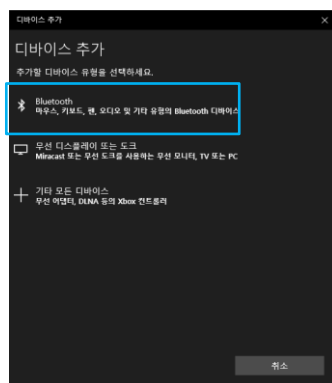 디바이스 추가
디바이스 추가
추가할 디바이스 유형을 선택하세요.
Bluetooth
마우스, 키보드, 펜, 오디오 및 기타 유형의 Bluetooth 디바이스
무선 디스플레이 또는 도크
Miracast 또는 무선 도크를 사용하는 무선 모니터, TV 또는 PC
기타 모든 디바이스
무선 어댑터, DLNA 등의 Xbox 컨트롤러
취소